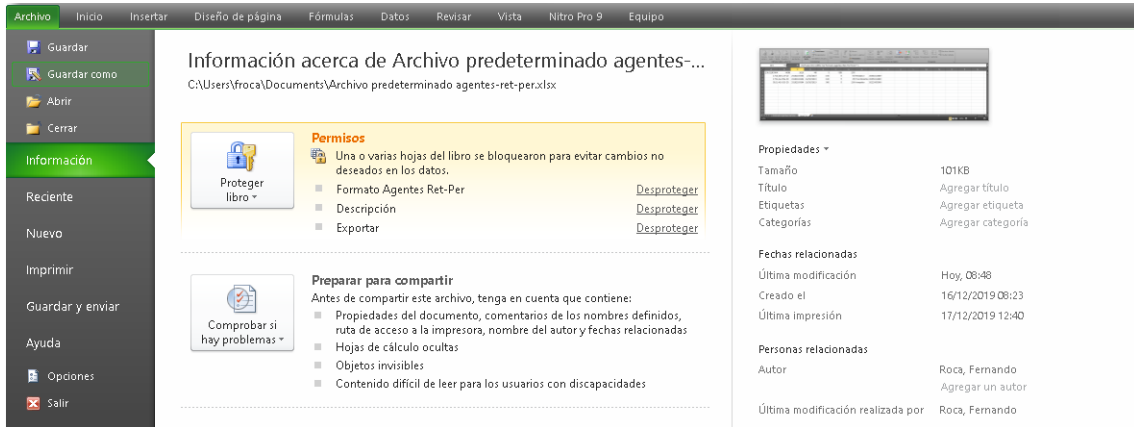 Archivo Inicio Insertar Diseño de página Fórmulas Datos Revisar Vista Nitro Pro 9 Equipo
Guardar
Guardar como
Abrir
Cerrar
Información
Reciente
Nuevo
Imprimir
Guardar y enviar
Ayuda
Opciones
Salir
Información acerca de Archivo predeterminado agentes-...
C:\Users\froca\Documents\Archivo predeterminado agentes-ret-per.xlsx
Proteger
libro
Permisos
Una o varias hojas del libro se bloquearon para evitar cambios no
deseados en los datos.
Formato Agentes Ret-Per Desproteger
Descripción Desproteger
Exportar Desproteger
Comprobar si
hay problemas
Preparar para compartir
Antes de compartir este archivo, tenga en cuenta que contiene:
Propiedades del documento, comentarios de los nombres definidos,
ruta de acceso a la impresora, nombre del autor y fechas relacionadas
Hojas de cálculo ocultas
Objetos invisibles
Contenido difícil de leer para los usuarios con discapacidades
Propiedades
Tamaño 101KB
Título Agregar título
Etiquetas Agregar etiqueta
Categorías Agregar categoría
Fechas relacionadas
Última modificación Hoy, 08:48
Creado el 16/12/2019 08:23
Última impresión 17/12/2019 12:40
Personas relacionadas
Autor Roca, Fernando
Agregar un autor
Última modificación realizada por Roca, Fernando